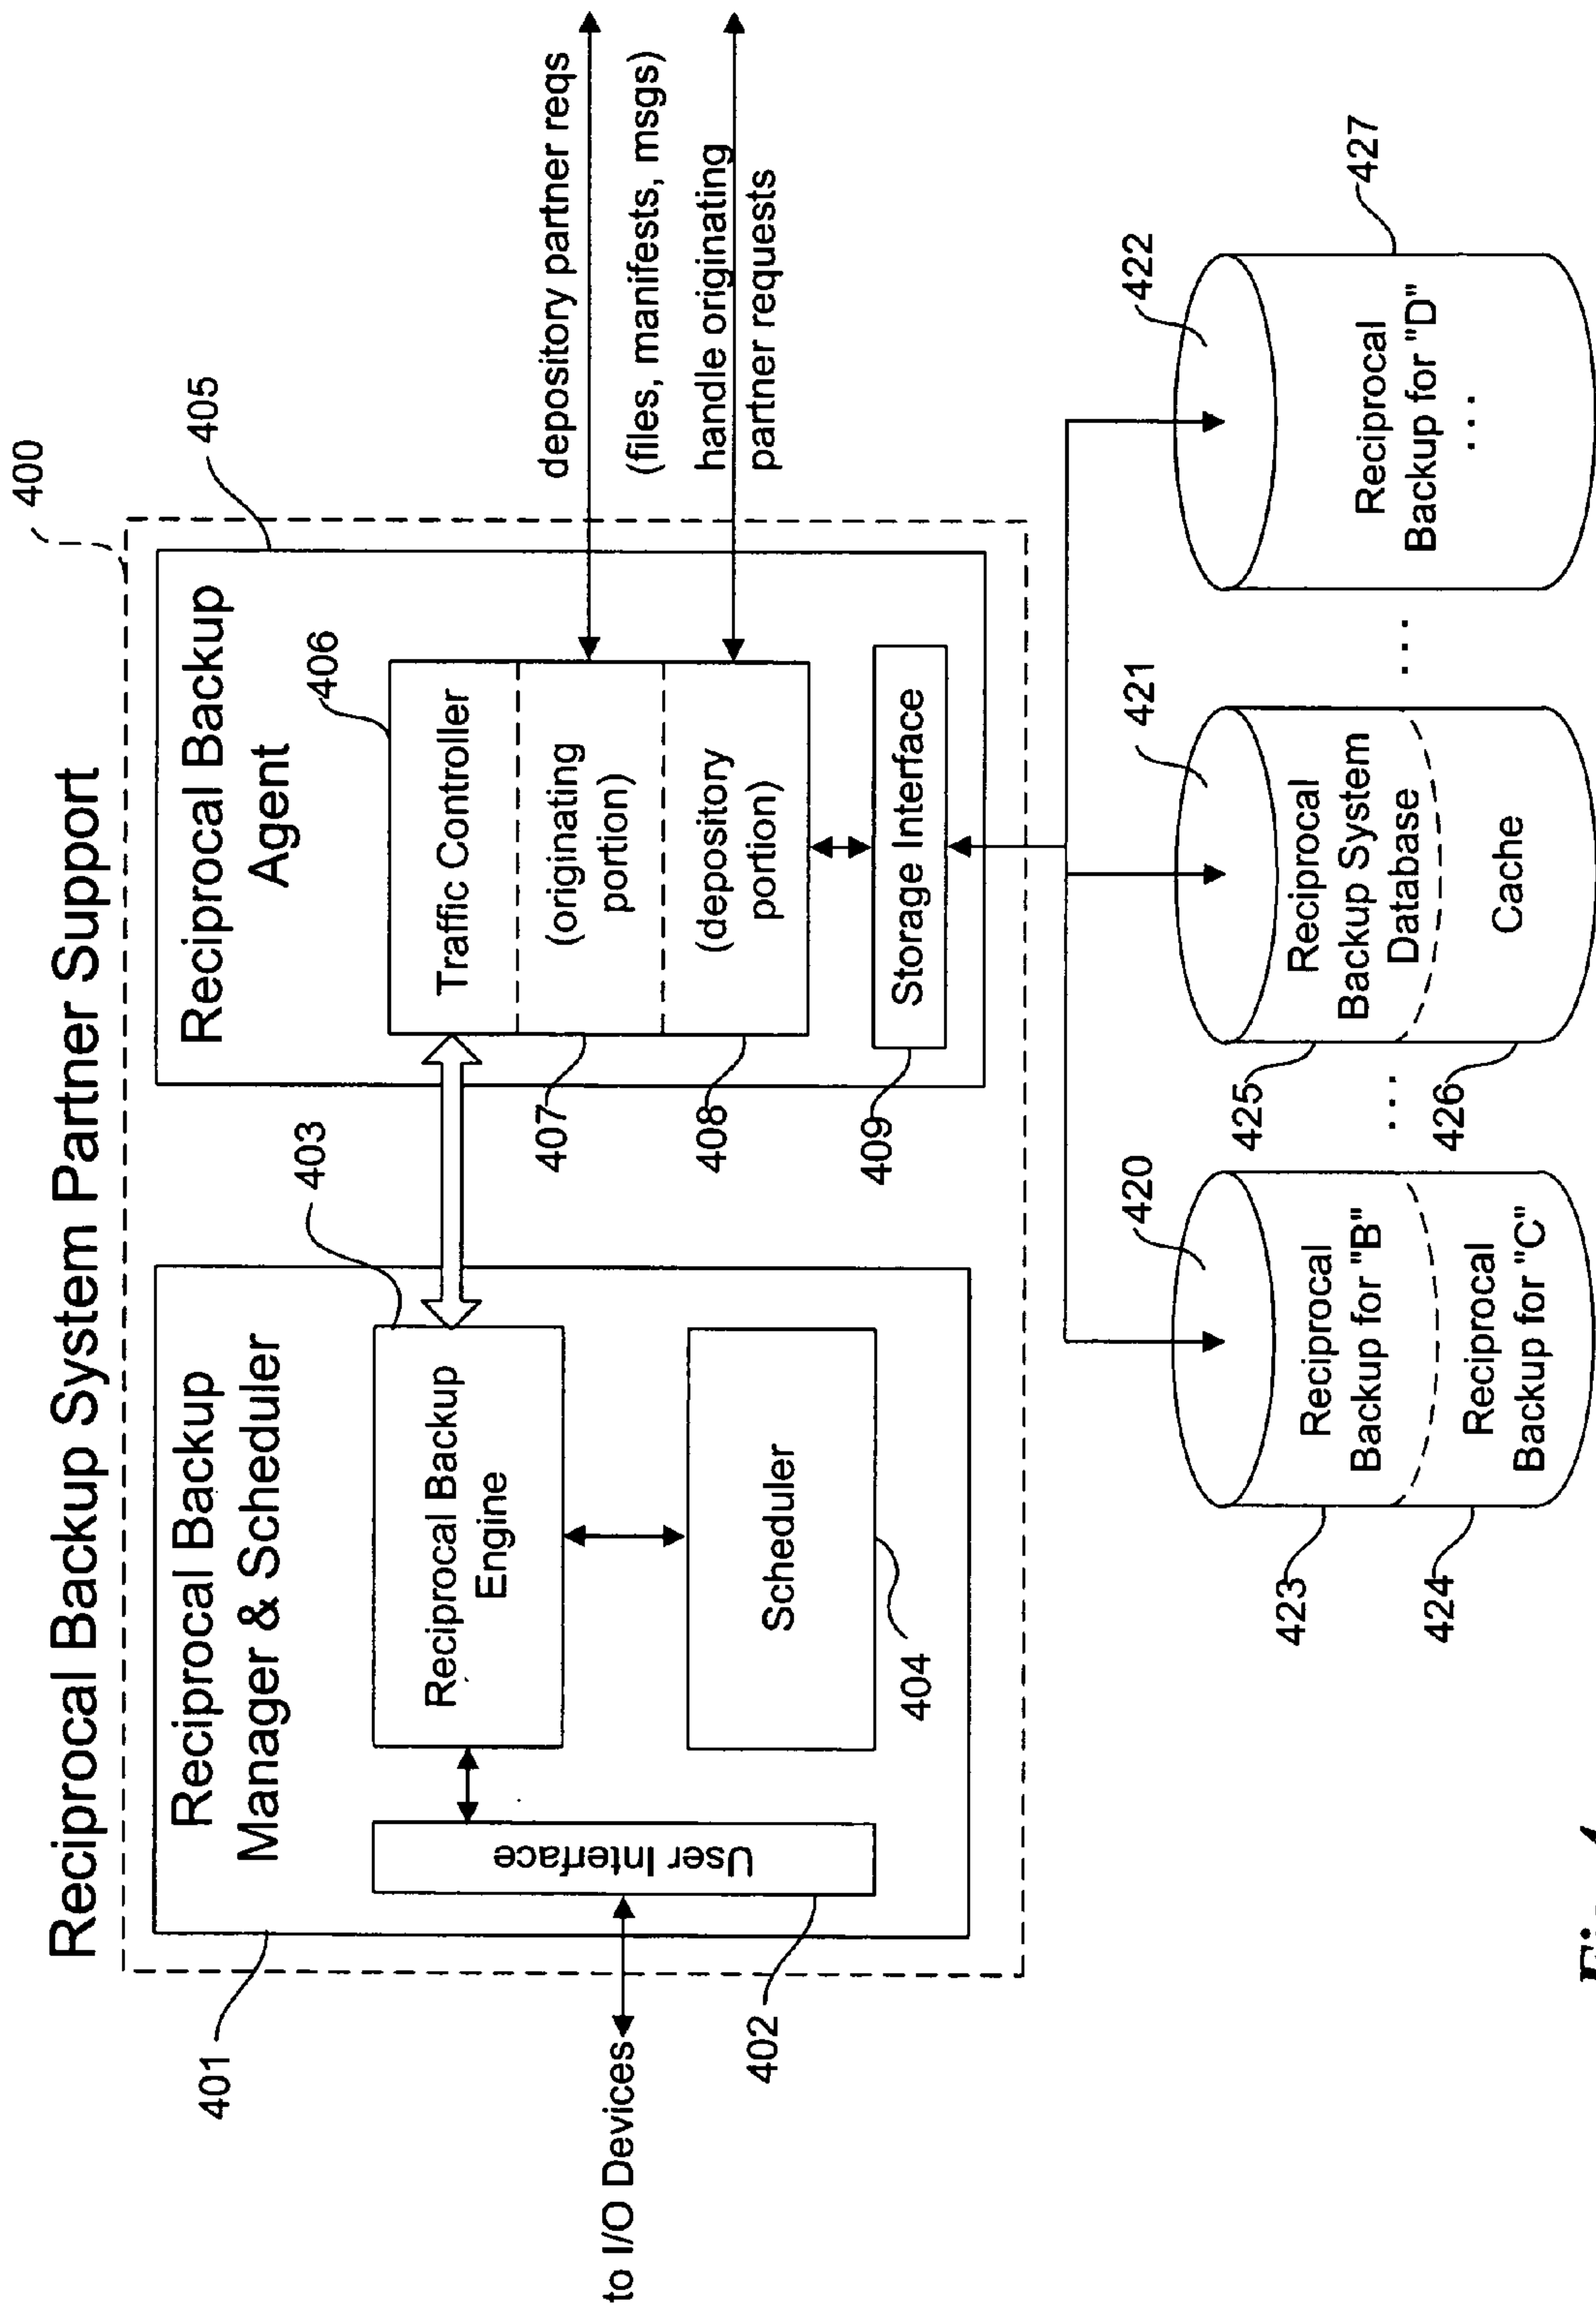 Reciprocal Backup System Partner Support
400
401
Reciprocal Backup
Manager & Scheduler
403
Reciprocal Backup
Engine
User Interface
Scheduler
404
to I/O Devices
402
405
Reciprocal Backup
Agent
406
Traffic Controller
(originating
portion)
(depository
portion)
407
408
Storage Interface
409
depository partner reqs
(files, manifests, msgs)
handle originating
partner requests
420
Reciprocal
Backup for "B"
Reciprocal
Backup for "C"
423
424
...
421
Reciprocal
Backup System
Database
Cache
425
426
...
422
Reciprocal
Backup for "D"
...
427